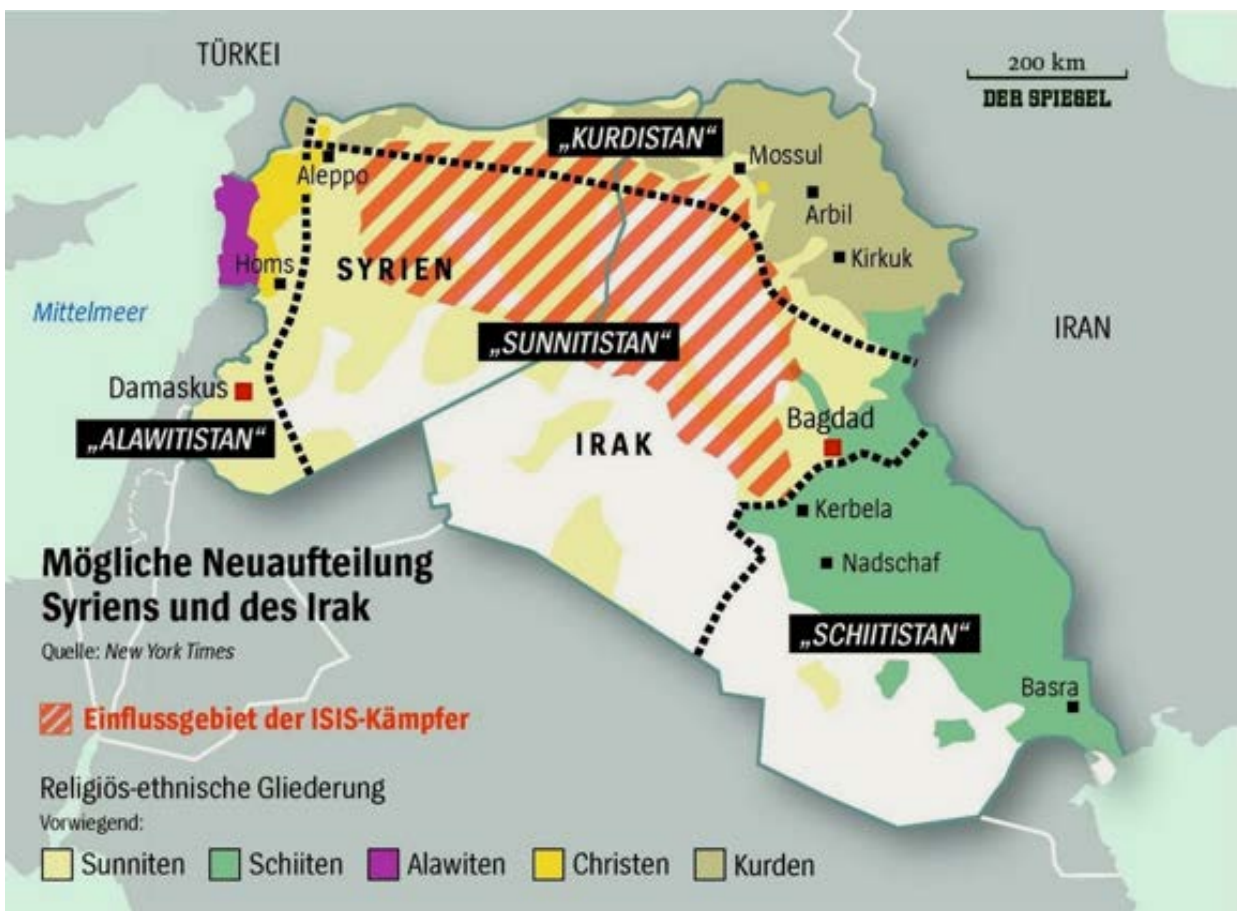 TÜRKEI
200 km
DER SPIEGEL
„KURDISTAN“
Mossul
Aleppo
Arbil
Kirkuk
Homs
SYRIEN
Mittelmeer
IRAN
„SUNNITISTAN“
Damaskus
Bagdad
„ALAWITISTAN“
IRAK
Kerbela
Nadschaf
„SCHIITISTAN“
Basra
Mögliche Neuaufteilung
Syriens und des Irak
Quelle: New York Times
Einflussgebiet der ISIS-Kämpfer
Religiös-ethnische Gliederung
Vorwiegend:
Sunniten Schiiten Alawiten Christen Kurden